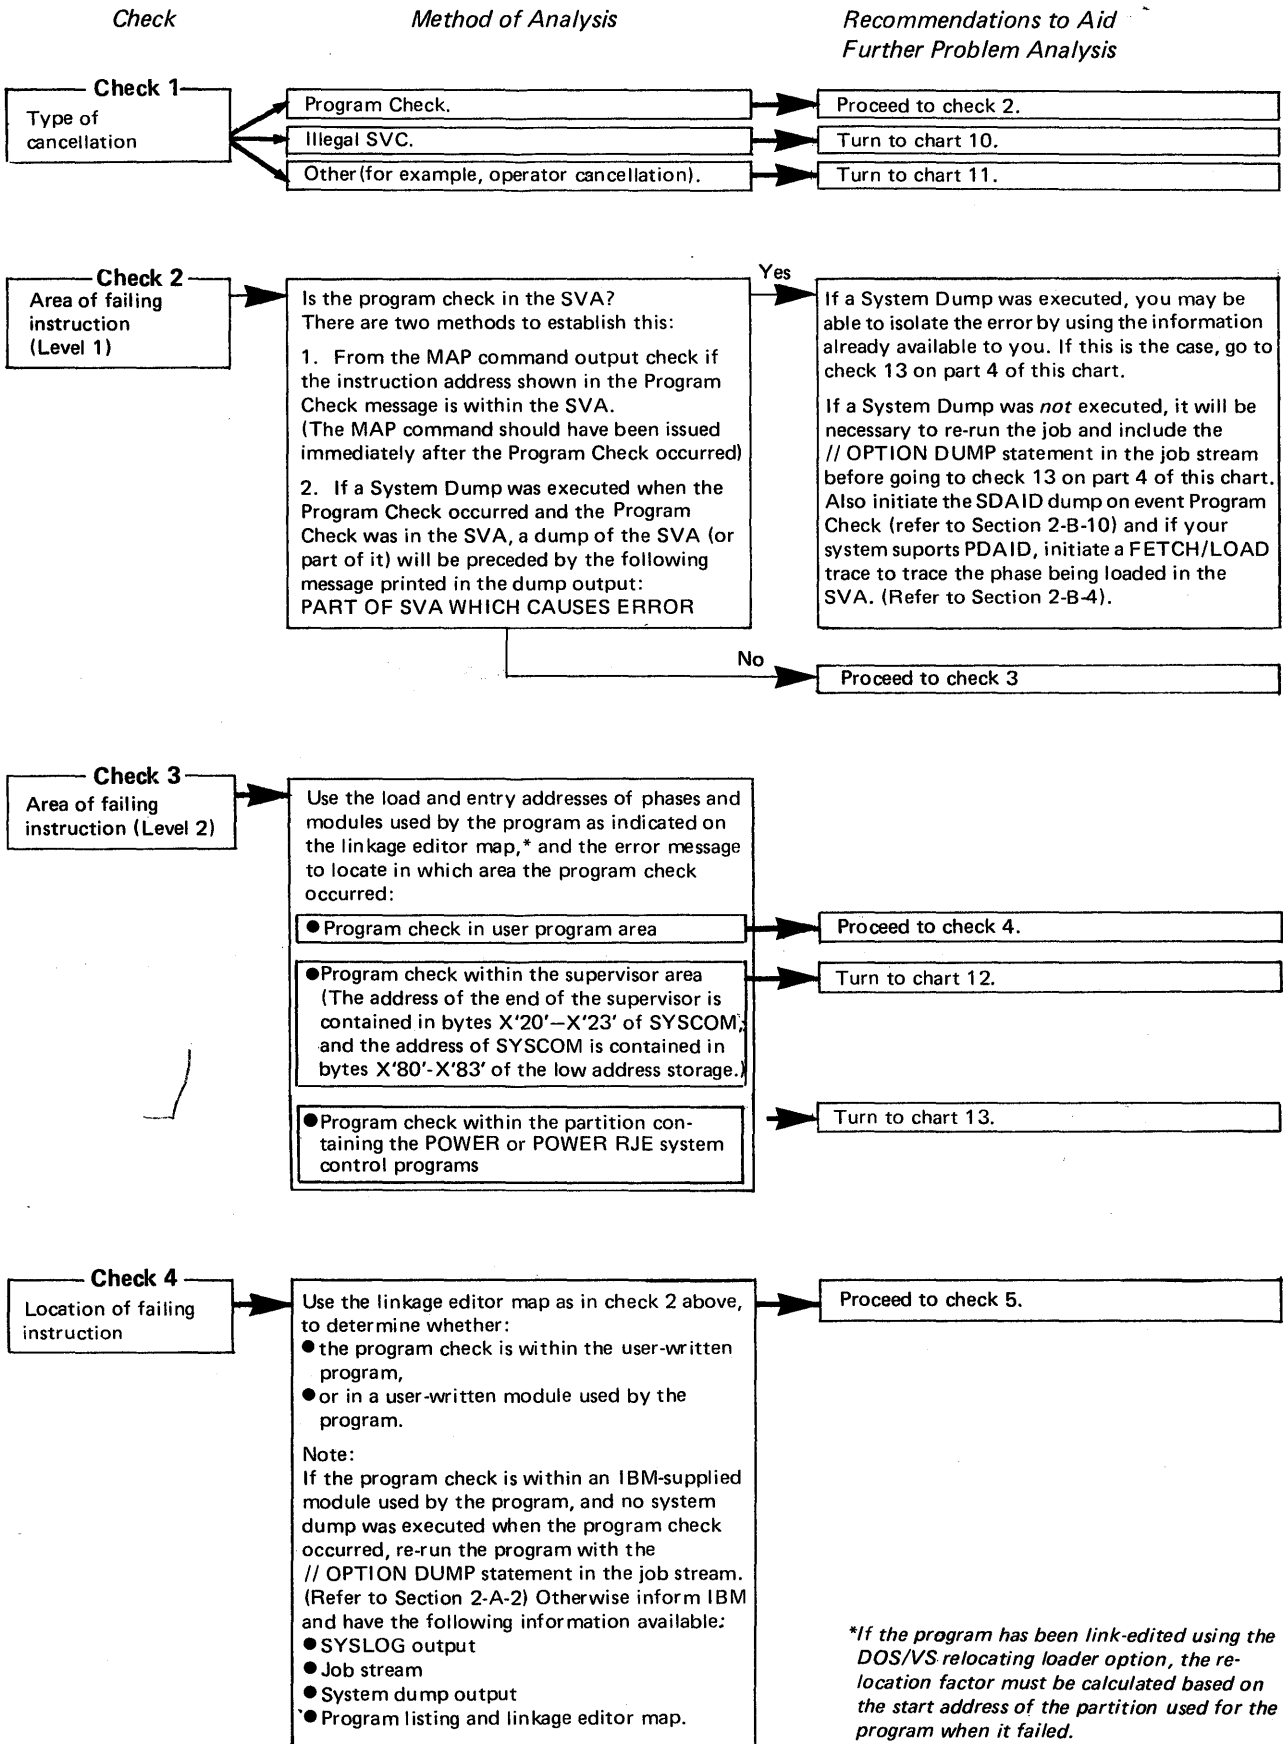 Check
Method of Analysis
Recommendations to Aid
Further Problem Analysis
Check 1
Type of
cancellation
Program Check.
Proceed to check 2.
Illegal SVC.
Turn to chart 10.
Other (for example, operator cancellation).
Turn to chart 11.
Check 2
Area of failing
instruction
(Level 1)
Is the program check in the SVA?
There are two methods to establish this:
1. From the MAP command output check if
the instruction address shown in the Program
Check message is within the SVA.
(The MAP command should have been issued
immediately after the Program Check occurred)
2. If a System Dump was executed when the
Program Check occurred and the Program
Check was in the SVA, a dump of the SVA (or
part of it) will be preceded by the following
message printed in the dump output:
PART OF SVA WHICH CAUSES ERROR
Yes
If a System Dump was executed, you may be
able to isolate the error by using the information
already available to you. If this is the case, go to
check 13 on part 4 of this chart.
If a System Dump was not executed, it will be
necessary to re-run the job and include the
// OPTION DUMP statement in the job stream
before going to check 13 on part 4 of this chart.
Also initiate the SDAID dump on event Program
Check (refer to Section 2-B-10) and if your
system suports PDAID, initiate a FETCH/LOAD
trace to trace the phase being loaded in the
SVA. (Refer to Section 2-B-4).
No
Proceed to check 3
Check 3
Area of failing
instruction (Level 2)
Use the load and entry addresses of phases and
modules used by the program as indicated on
the linkage editor map,* and the error message
to locate in which area the program check
occurred:
● Program check in user program area
Proceed to check 4.
● Program check within the supervisor area
(The address of the end of the supervisor is
contained in bytes X'20'–X'23' of SYSCOM,
and the address of SYSCOM is contained in
bytes X'80'-X'83' of the low address storage.)
Turn to chart 12.
● Program check within the partition con-
taining the POWER or POWER RJE system
control programs
Turn to chart 13.
Check 4
Location of failing
instruction
Use the linkage editor map as in check 2 above,
to determine whether:
● the program check is within the user-written
program,
● or in a user-written module used by the
program.
Note:
If the program check is within an IBM-supplied
module used by the program, and no system
dump was executed when the program check
occurred, re-run the program with the
// OPTION DUMP statement in the job stream.
(Refer to Section 2-A-2) Otherwise inform IBM
and have the following information available:
● SYSLOG output
● Job stream
● System dump output
● Program listing and linkage editor map.
Proceed to check 5.
*If the program has been link-edited using the
DOS/VS relocating loader option, the re-
location factor must be calculated based on
the start address of the partition used for the
program when it failed.